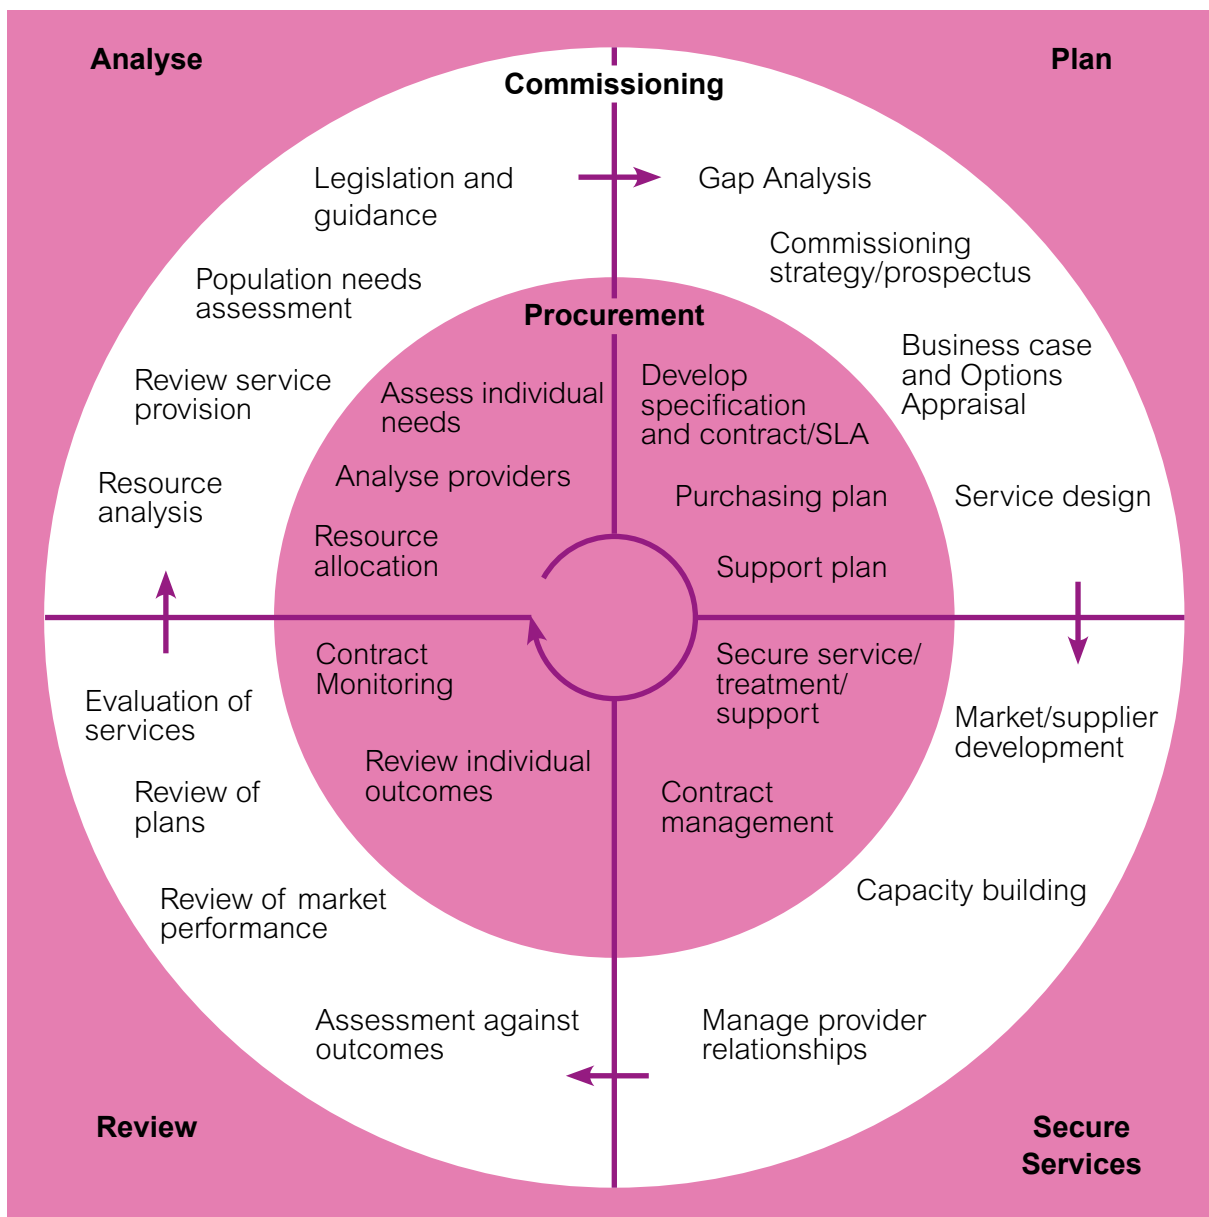 Analyse
Plan
Commissioning
Legislation and
guidance
Gap Analysis
Commissioning
strategy/prospectus
Population needs
assessment
Procurement
Business case
and Options
Appraisal
Review service
provision
Assess individual
needs
Develop
specification
and contract/SLA
Resource
analysis
Analyse providers
Purchasing plan
Service design
Resource
allocation
Support plan
Contract
Monitoring
Secure service/
treatment/
support
Evaluation of
services
Market/supplier
development
Review individual
outcomes
Contract
management
Review of
plans
Capacity building
Review of market
performance
Assessment against
outcomes
Manage provider
relationships
Review
Secure
Services